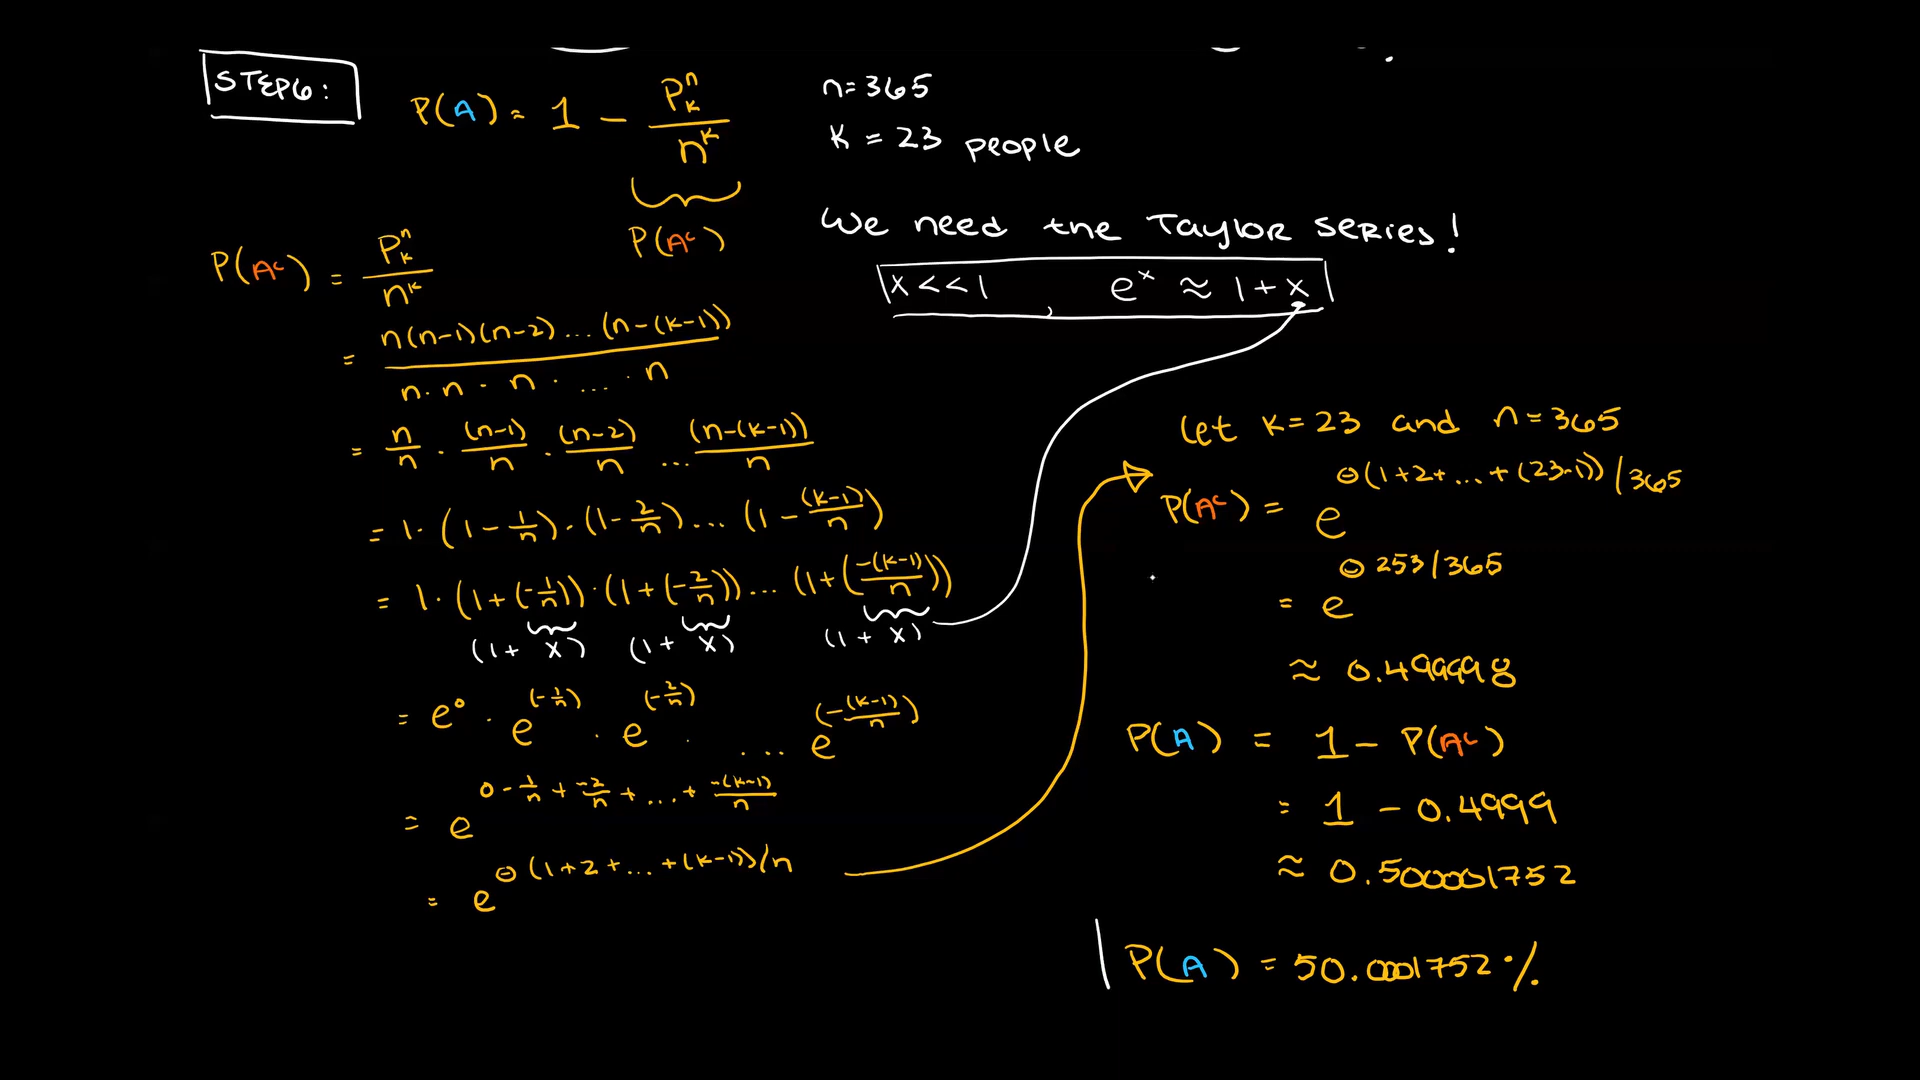 STEP6:
P(A) = 1 - P^n_k / n^k
P(A^c)
n=365
k = 23 people
We need the Taylor series!
x<<1, e^x ≈ 1+x
P(A^c) = P^n_k / n^k
= n(n-1)(n-2)...(n-(k-1)) / n·n·n·...·n
= n/n · (n-1)/n · (n-2)/n ... (n-(k-1))/n
= 1·(1-1/n)·(1-2/n)...(1-(k-1)/n)
= 1·(1+(-1/n))·(1+(-2/n))...(1+(-(k-1)/n))
(1+ x) (1+ x) (1+ x)
= e^0 · e^(-1/n) · e^(-2/n) · ... e^(-(k-1)/n)
= e^(0-1/n+-2/n+...+-(k-1)/n)
= e^(-(1+2+...+(k-1))/n)
Let k=23 and n=365
P(A^c) = e^(-(1+2+...+(23-1))/365)
= e^(-253/365)
≈ 0.499998
P(A) = 1 - P(A^c)
= 1 - 0.4999
≈ 0.500001752
P(A) = 50.0001752%